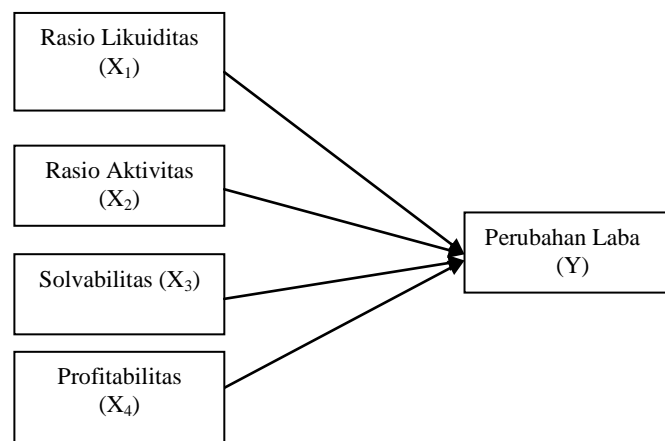 Rasio Likuiditas
(X₁)
Rasio Aktivitas
(X₂)
Solvabilitas (X₃)
Profitabilitas
(X₄)
Perubahan Laba
(Y)